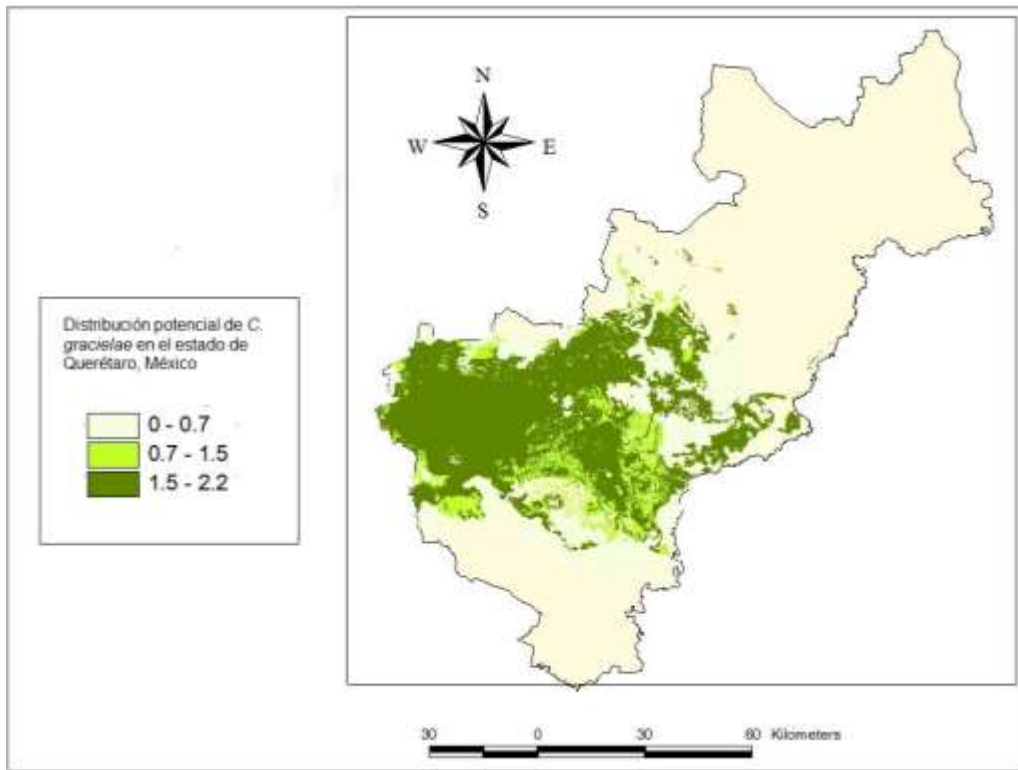 N
W E
S
Distribución potencial de C.
gracielae en el estado de
Querétaro, México
0 - 0.7
0.7 - 1.5
1.5 - 2.2
30 0 30 60 Kilometers